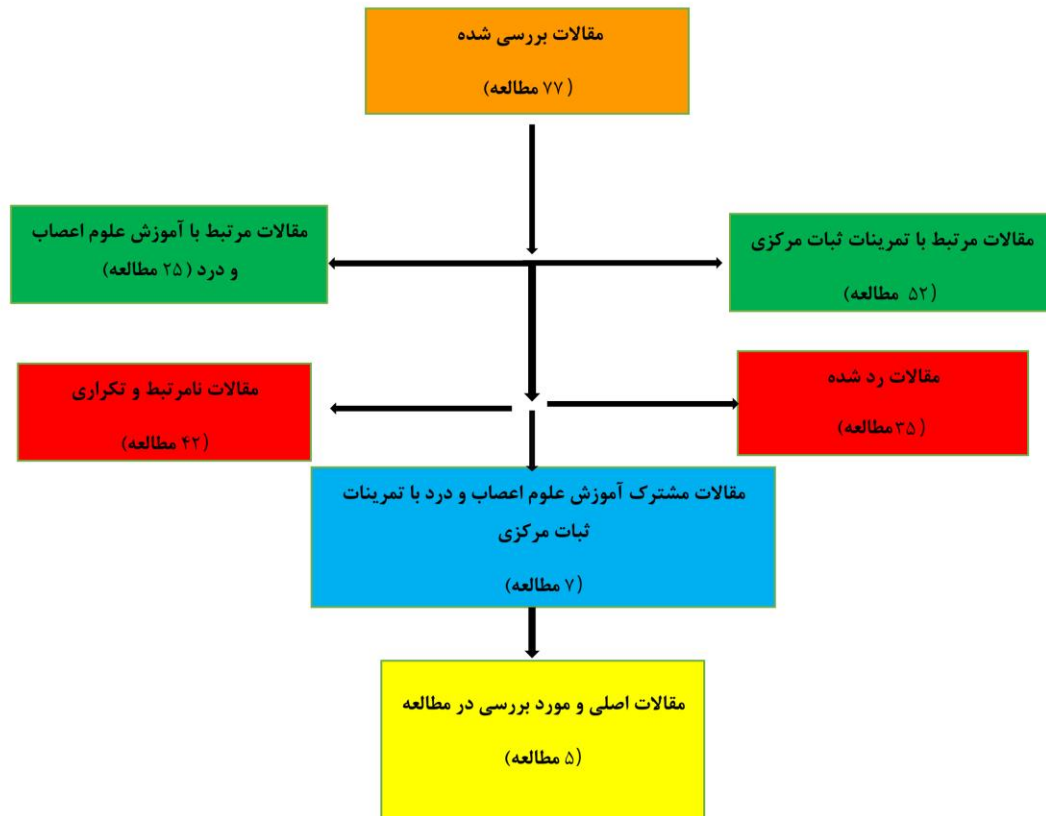 مقالات بررسی شده
(۷۷ مطالعه)
مقالات مرتبط با تمرینات ثبات مرکزی
(۵۲ مطالعه)
مقالات مرتبط با آموزش علوم اعصاب
و درد (۲۵ مطالعه)
مقالات رد شده
(۳۵مطالعه)
مقالات نامرتبط و تکراری
(۴۲ مطالعه)
مقالات مشترک آموزش علوم اعصاب و درد با تمرینات
ثبات مرکزی
(۷ مطالعه)
مقالات اصلی و مورد بررسی در مطالعه
(۵ مطالعه)